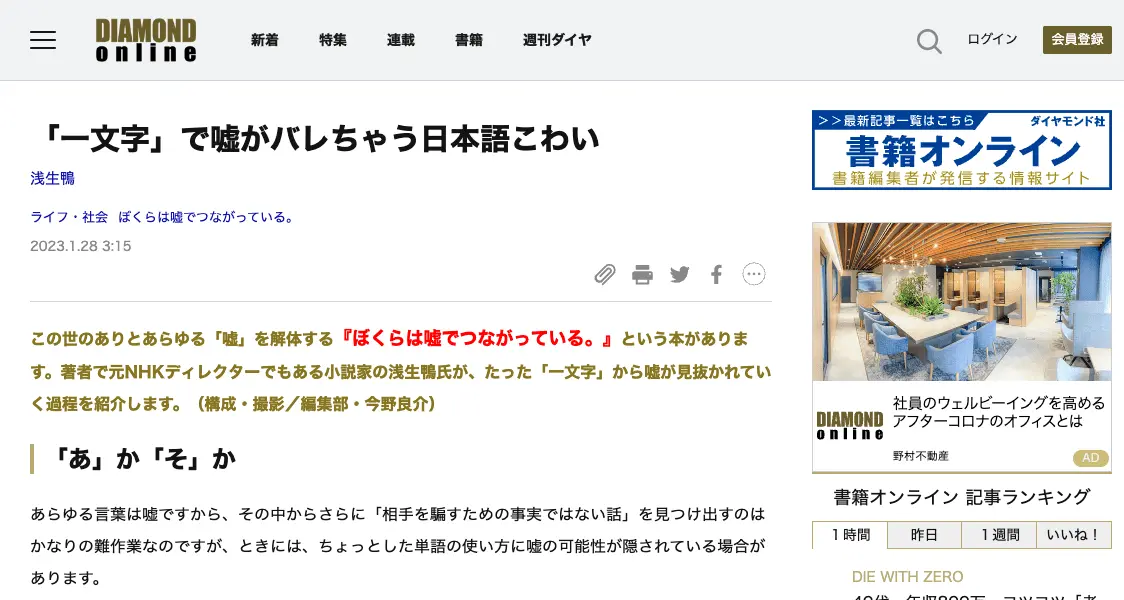 DIAMOND
online
新着 特集 連載 書籍 週刊ダイヤ
ログイン
会員登録
「一文字」で嘘がバレちゃう日本語こわい
浅生鴨
ライフ・社会 ぼくらは嘘でつながっている。
2023.1.28 3:15
この世のありとあらゆる「嘘」を解体する『ぼくらは嘘でつながっている。』という本がありま
す。著者で元NHKディレクターでもある小説家の浅生鴨氏が、たった「一文字」から嘘が見抜かれてい
く過程を紹介します。（構成・撮影／編集部・今野良介）
「あ」か「そ」か
あらゆる言葉は嘘ですから、その中からさらに「相手を騙すための事実ではない話」を見つけ出すのは
かなりの難作業なのですが、ときには、ちょっとした単語の使い方に嘘の可能性が隠されている場合が
あります。
>>最新記事一覧はこちら
ダイヤモンド社
書籍オンライン
書籍編集者が発信する情報サイト
DIAMOND
online
社員のウェルビーイングを高める
アフターコロナのオフィスとは
野村不動産
AD
書籍オンライン 記事ランキング
1時間 昨日 1週間 いいね！
DIE WITH ZERO